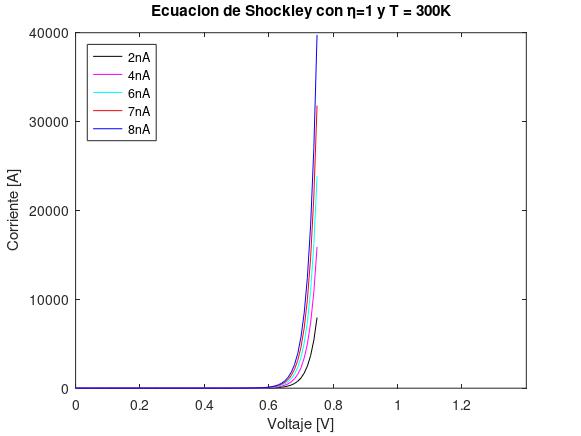 Ecuacion de Shockley con η=1 y T = 300K
40000
30000
20000
10000
0
Corriente [A]
2nA
4nA
6nA
7nA
8nA
0
0.2
0.4
0.6
0.8
1
1.2
Voltaje [V]